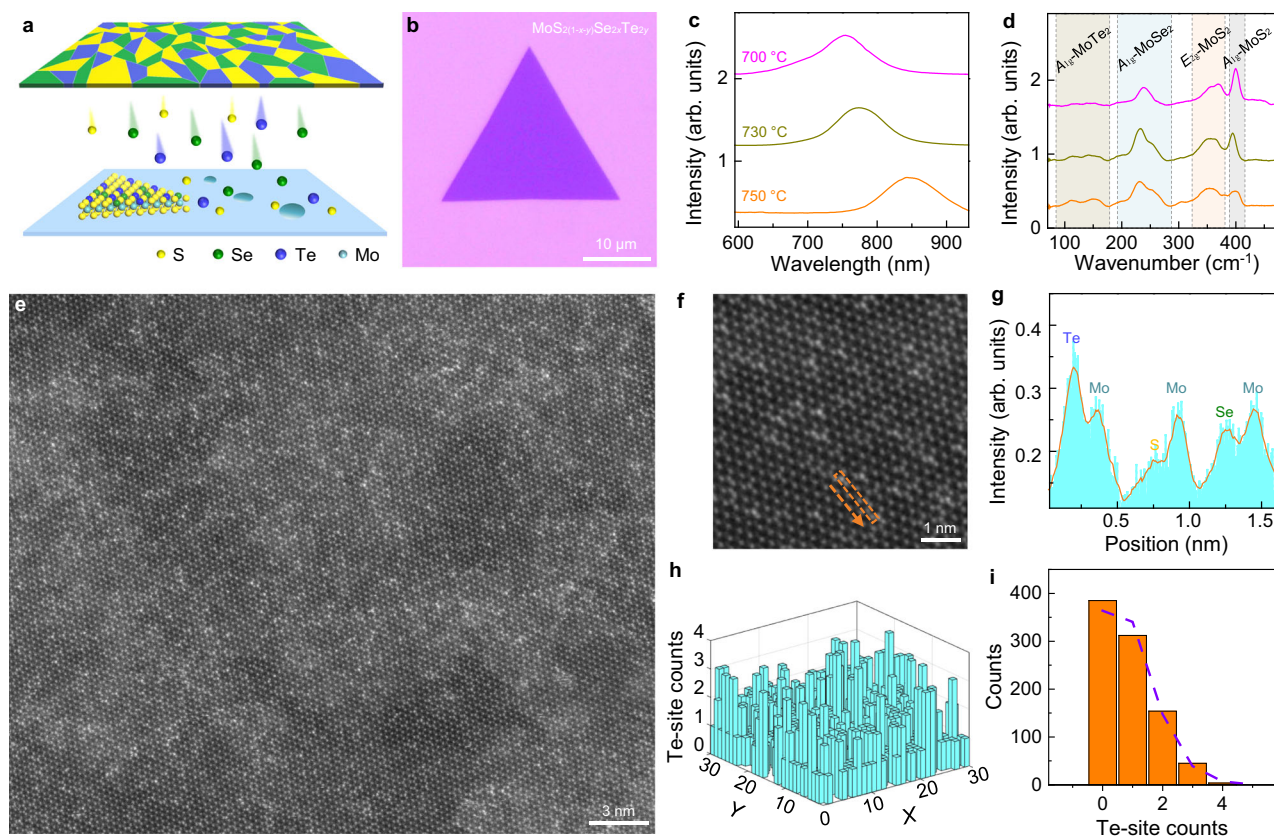 a
S
Se
Te
Mo
b
MoS2(1-x-y)Se2xTe2y
10 μm
c
Intensity (arb. units)
2
1
700 °C
730 °C
750 °C
600
700
800
900
Wavelength (nm)
d
Intensity (arb. units)
A1g-MoTe2
A1g-MoSe2
E2g-MoS2
A1g-MoS2
2
1
0
100
200
300
400
Wavenumber (cm-1)
e
3 nm
f
1 nm
g
Intensity (arb. units)
0.4
0.3
0.2
Te
Mo
S
Mo
Se
Mo
0.5
1.0
1.5
Position (nm)
h
Te-site counts
4
3
2
1
0
30
20
10
0
10
20
30
Y
X
i
Counts
400
300
200
100
0
0
2
4
Te-site counts